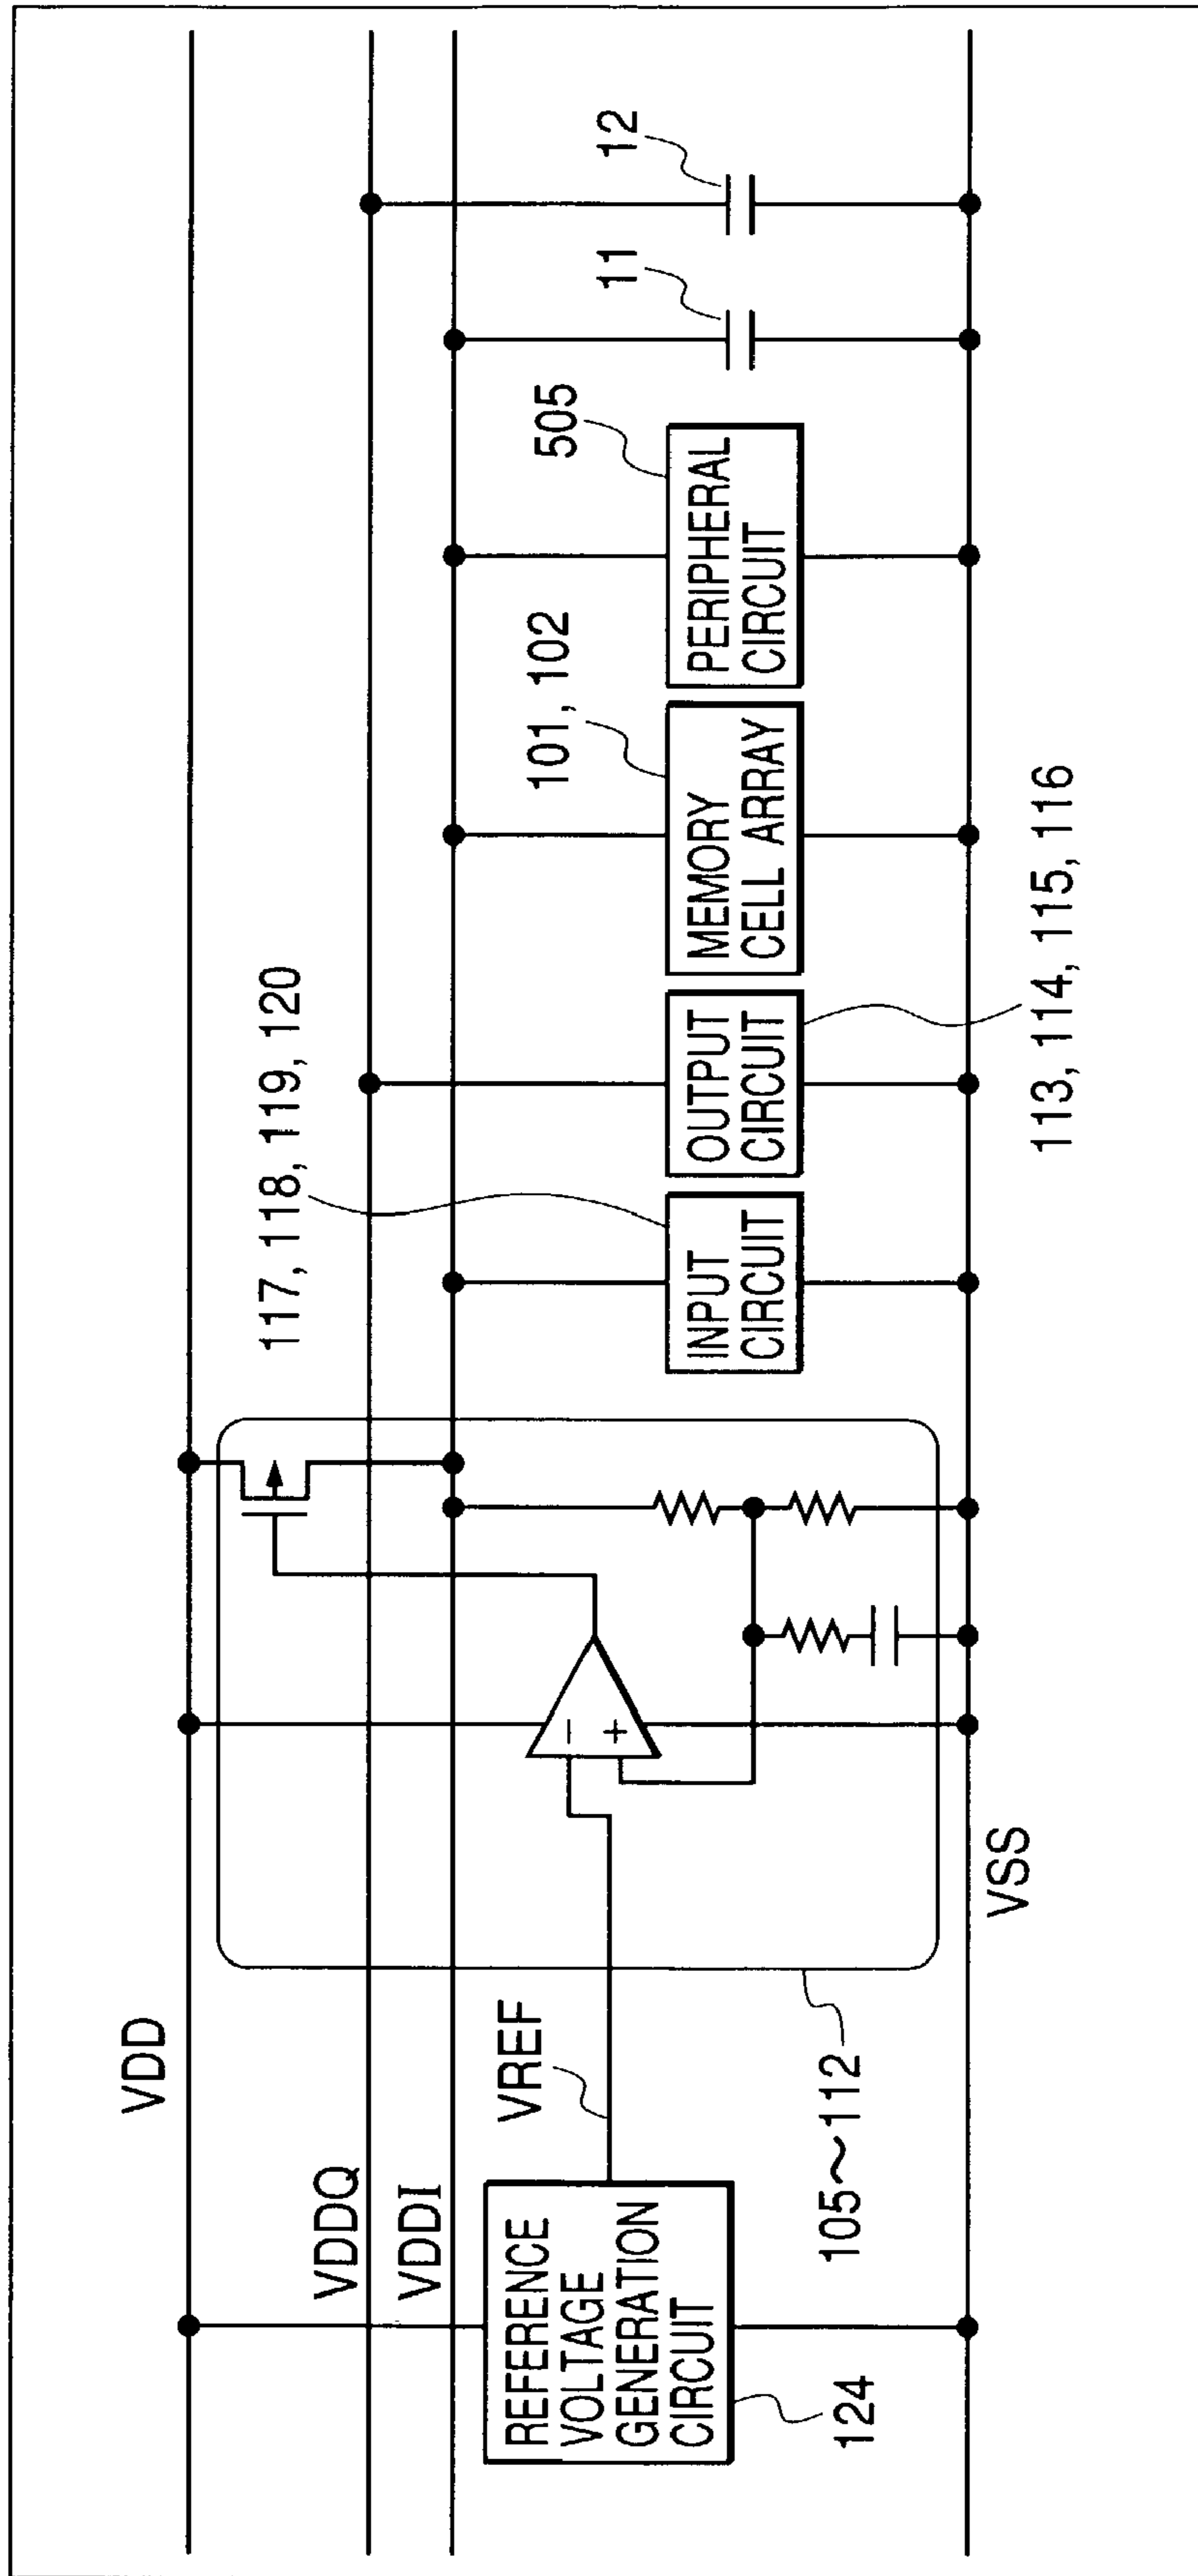 VDD
VDDQ
VDDI
REFERENCE
VOLTAGE
GENERATION
CIRCUIT
124
VREF
105～112
−
+
VSS
117, 118, 119, 120
INPUT
CIRCUIT
OUTPUT
CIRCUIT
113, 114, 115, 116
101, 102
MEMORY
CELL ARRAY
505
PERIPHERAL
CIRCUIT
11
12